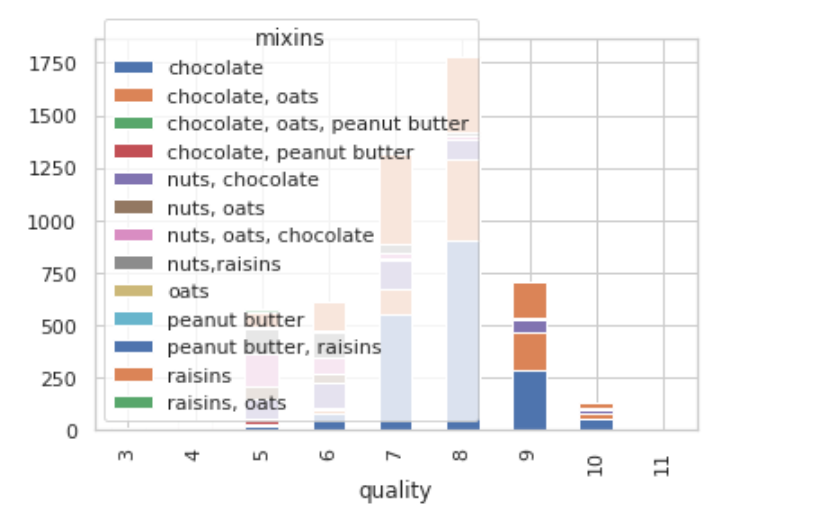 mixins
chocolate
chocolate, oats
chocolate, oats, peanut butter
chocolate, peanut butter
nuts, chocolate
nuts, oats
nuts, oats, chocolate
nuts,raisins
oats
peanut butter
peanut butter, raisins
raisins
raisins, oats
1750
1500
1250
1000
750
500
250
0
3 4 5 6 7 8 9 10 11
quality